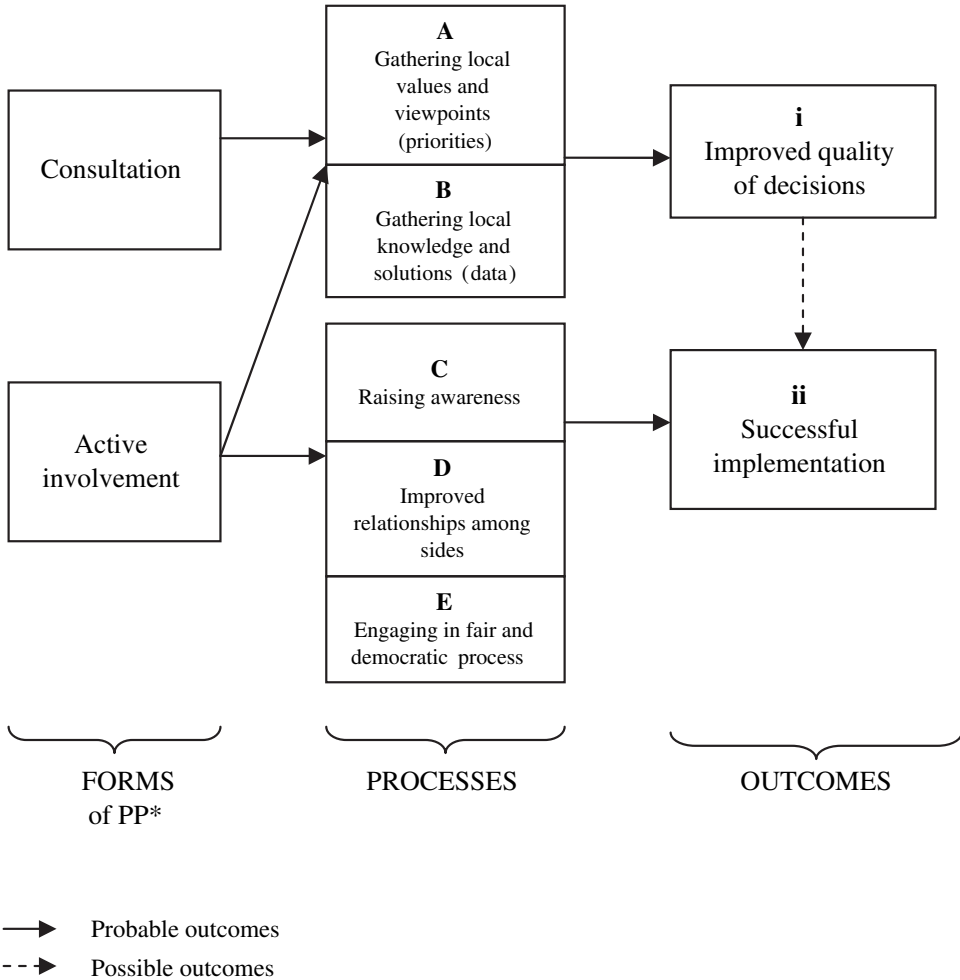 Consultation
Active
involvement
A
Gathering local
values and
viewpoints
(priorities)
B
Gathering local
knowledge and
solutions (data)
C
Raising awareness
D
Improved
relationships among
sides
E
Engaging in fair and
democratic process
i
Improved quality
of decisions
ii
Successful
implementation
FORMS
of PP*
PROCESSES
OUTCOMES
Probable outcomes
Possible outcomes